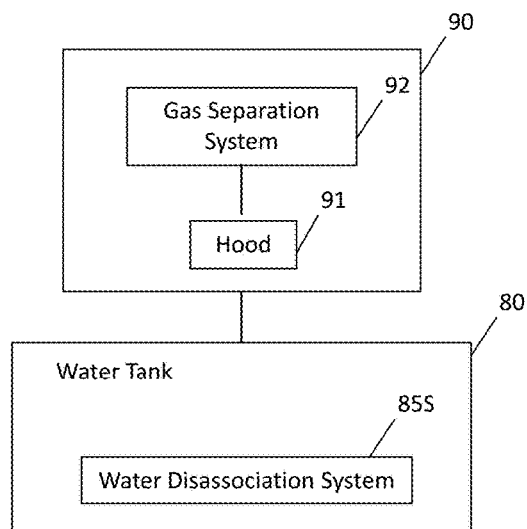 90
92
Gas Separation
System
91
Hood
80
Water Tank
85S
Water Disassociation System